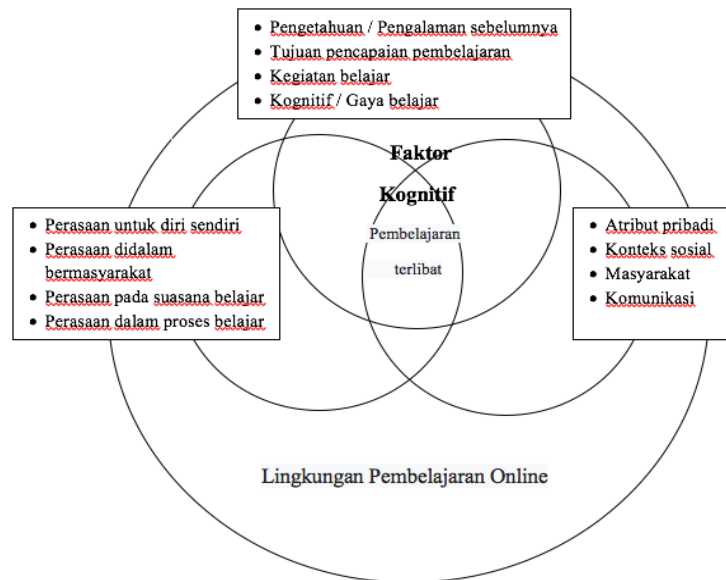 • Pengetahuan / Pengalaman sebelumnya
• Tujuan pencapaian pembelajaran
• Kegiatan belajar
• Kognitif / Gaya belajar
Faktor
Kognitif
Pembelajaran
terlibat
• Perasaan untuk diri sendiri
• Perasaan didalam
bermasyarakat
• Perasaan pada suasana belajar
• Perasaan dalam proses belajar
• Atribut pribadi
• Konteks sosial
• Masyarakat
• Komunikasi
Lingkungan Pembelajaran Online